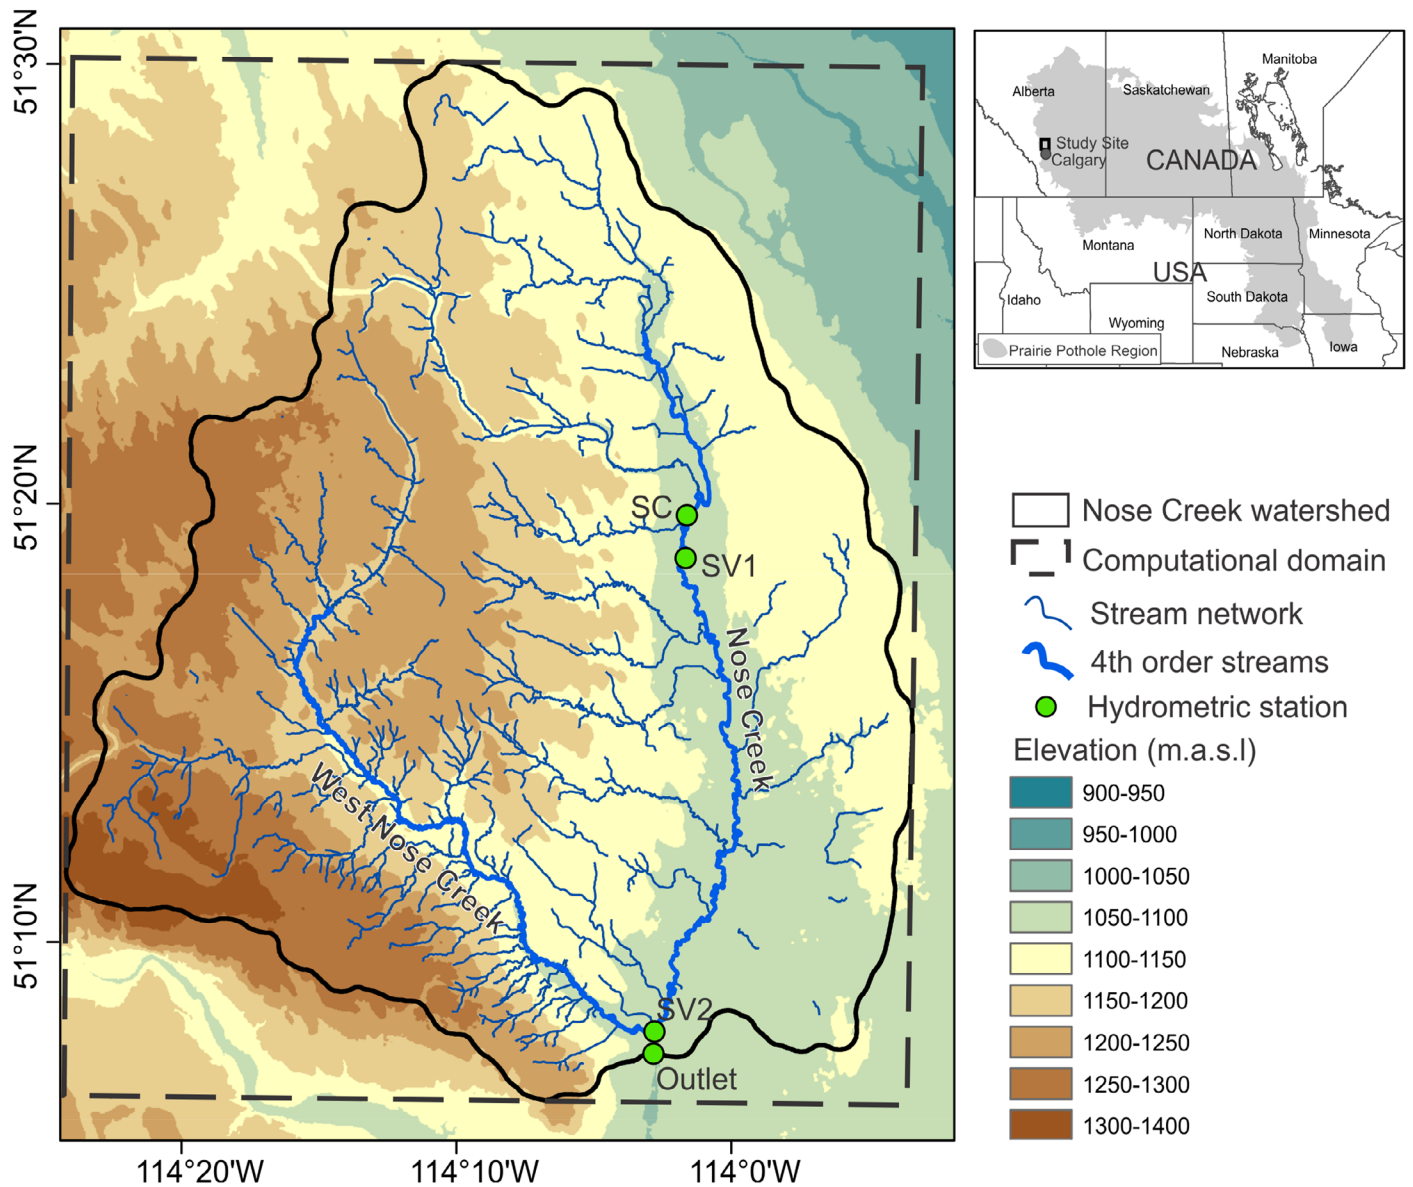 51°30'N
51°20'N
51°10'N
114°20'W
114°10'W
114°0'W
SC
SV1
Nose Creek
West Nose Creek
SV2
Outlet
Manitoba
Alberta
Saskatchewan
Study Site
Calgary
CANADA
Montana
North Dakota
Minnesota
USA
Idaho
South Dakota
Wyoming
Prairie Pothole Region
Nebraska
Iowa
Nose Creek watershed
Computational domain
Stream network
4th order streams
Hydrometric station
Elevation (m.a.s.l)
900-950
950-1000
1000-1050
1050-1100
1100-1150
1150-1200
1200-1250
1250-1300
1300-1400